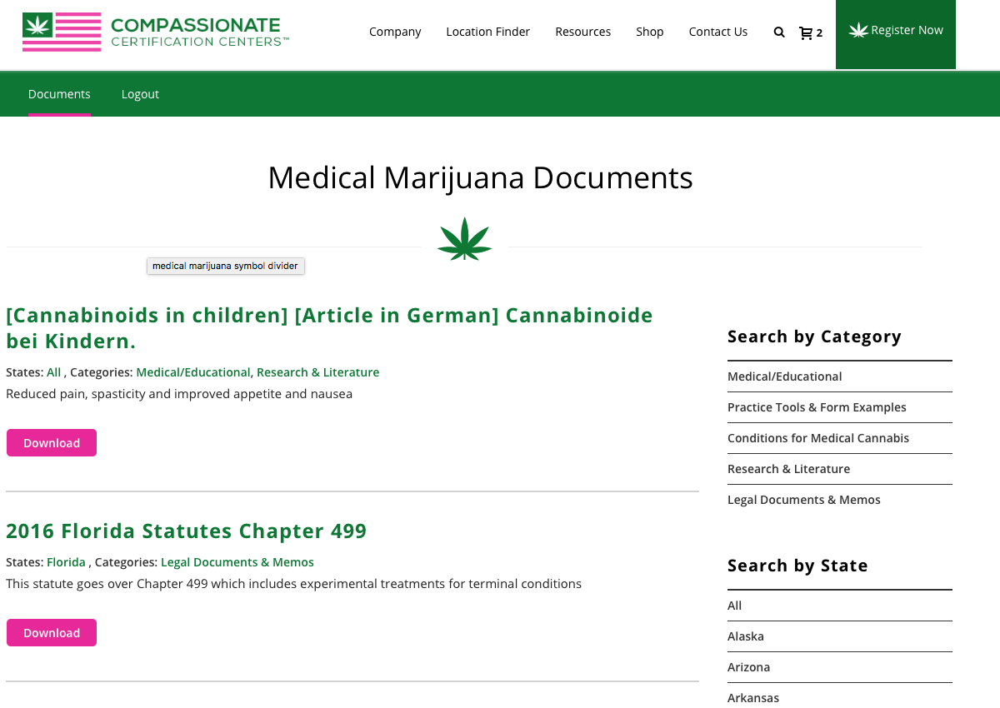 COMPASSIONATE
CERTIFICATION CENTERS™
Company Location Finder Resources Shop Contact Us 2 Register Now
Documents Logout
Medical Marijuana Documents
medical marijuana symbol divider
[Cannabinoids in children] [Article in German] Cannabinoide
bei Kindern.
States: All , Categories: Medical/Educational, Research & Literature
Reduced pain, spasticity and improved appetite and nausea
Download
2016 Florida Statutes Chapter 499
States: Florida , Categories: Legal Documents & Memos
This statute goes over Chapter 499 which includes experimental treatments for terminal conditions
Download
Search by Category
Medical/Educational
Practice Tools & Form Examples
Conditions for Medical Cannabis
Research & Literature
Legal Documents & Memos
Search by State
All
Alaska
Arizona
Arkansas